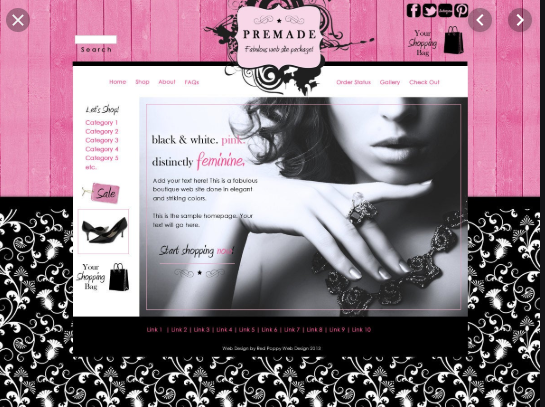 PREMADE
Fabulous web site package!
Search
Your
Shopping
Bag
Home Shop About FAQs
Order Status Gallery Check Out
Let's Shop!
Category 1
Category 2
Category 3
Category 4
Category 5
etc.
Sale
Your
Shopping
Bag
black & white. pink.
distinctly feminine.
Add your text here! This is a fabulous
boutique web site done in elegant
and striking colors.
This is the sample homepage. Your
text will go here.
Start shopping now!
Link 1 | Link 2 | Link 3 | Link 4 | Link 5 | Link 6 | Link 7 | Link 8 | Link 9 | Link 10
Web Design by Red Poppy Web Design 2013